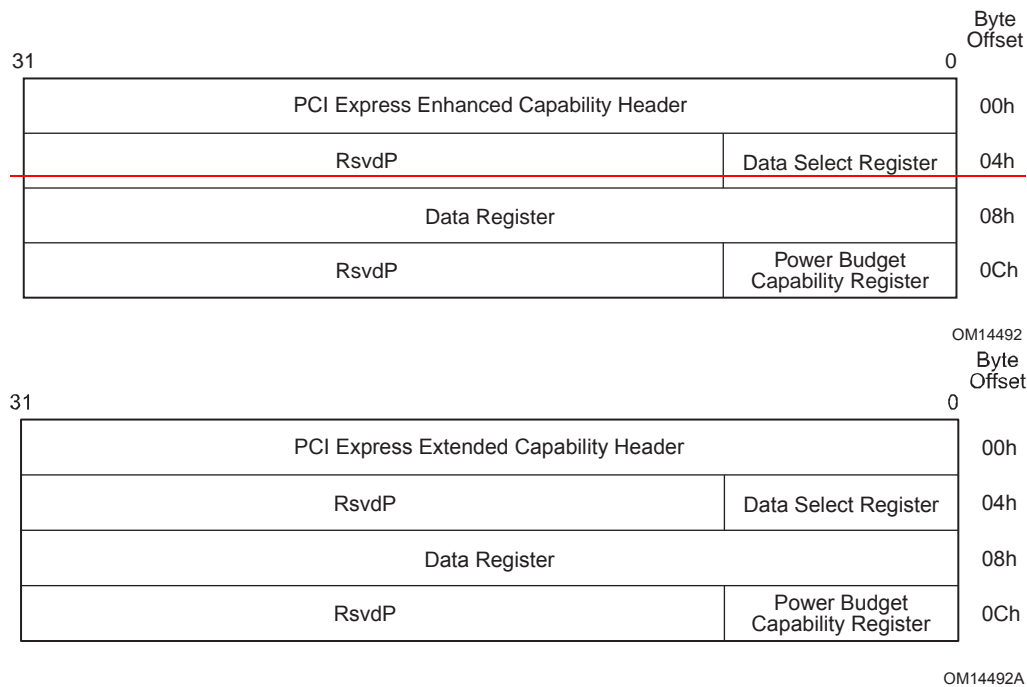 Byte
Offset
31 0
PCI Express Enhanced Capability Header 00h
RsvdP Data Select Register 04h
Data Register 08h
RsvdP Power Budget
Capability Register 0Ch
OM14492
Byte
Offset
31 0
PCI Express Extended Capability Header 00h
RsvdP Data Select Register 04h
Data Register 08h
RsvdP Power Budget
Capability Register 0Ch
OM14492A